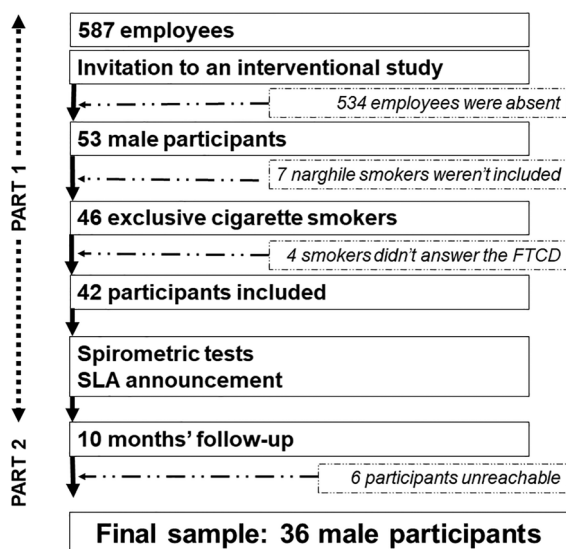 587 employees
Invitation to an interventional study
534 employees were absent
53 male participants
7 narghile smokers weren't included
46 exclusive cigarette smokers
4 smokers didn't answer the FTCD
42 participants included
Spirometric tests
SLA announcement
10 months' follow-up
6 participants unreachable
Final sample: 36 male participants
PART 1
PART 2